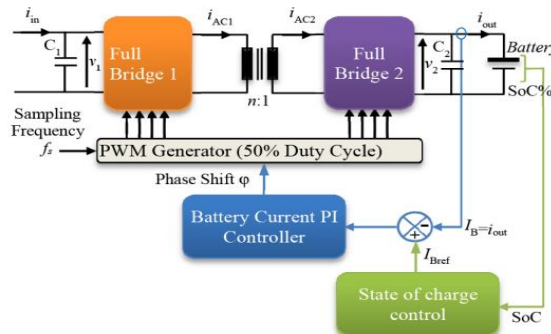 i_in
i_AC1
i_AC2
i_out
C_1
v_1
Full
Bridge 1
n:1
Full
Bridge 2
v_2
C_2
Battery
SoC%
Sampling
Frequency
f_s
PWM Generator (50% Duty Cycle)
Phase Shift φ
Battery Current PI
Controller
+
-
I_B=i_out
I_Bref
State of charge
control
SoC